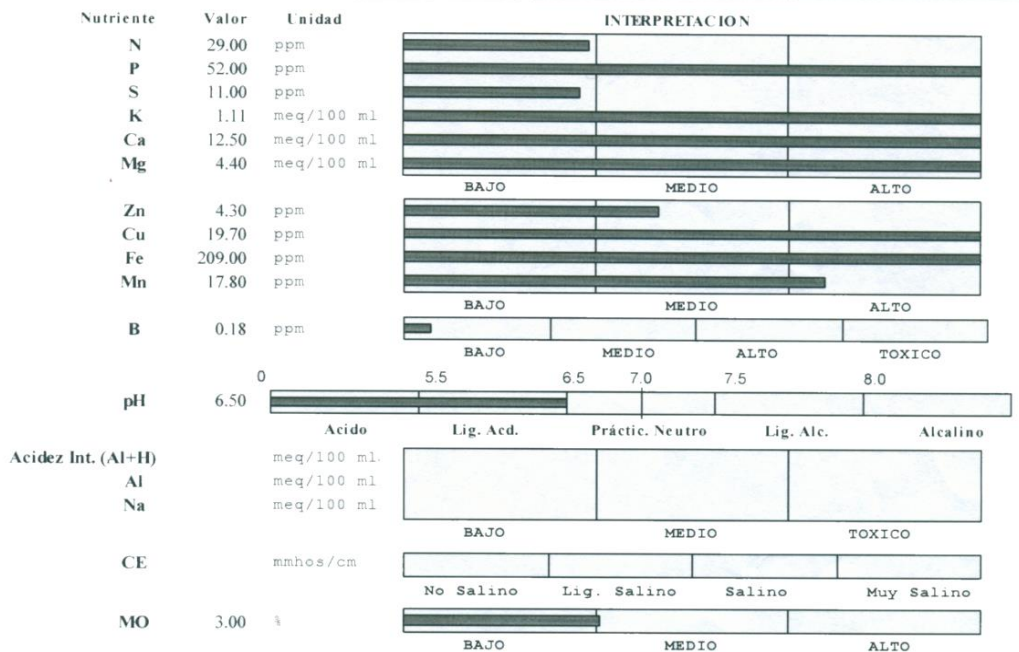 Nutriente Valor Unidad INTERPRETACION
N 29.00 ppm
P 52.00 ppm
S 11.00 ppm
K 1.11 meq/100 ml
Ca 12.50 meq/100 ml
Mg 4.40 meq/100 ml
BAJO MEDIO ALTO
Zn 4.30 ppm
Cu 19.70 ppm
Fe 209.00 ppm
Mn 17.80 ppm
BAJO MEDIO ALTO
B 0.18 ppm
BAJO MEDIO ALTO TOXICO
0 5.5 6.5 7.0 7.5 8.0
pH 6.50
Acido Lig. Acd. Práctic. Neutro Lig. Alc. Alcalino
Acidez Int. (Al+H) meq/100 ml.
Al meq/100 ml
Na meq/100 ml
BAJO MEDIO TOXICO
CE mmhos/cm
No Salino Lig. Salino Salino Muy Salino
MO 3.00 %
BAJO MEDIO ALTO